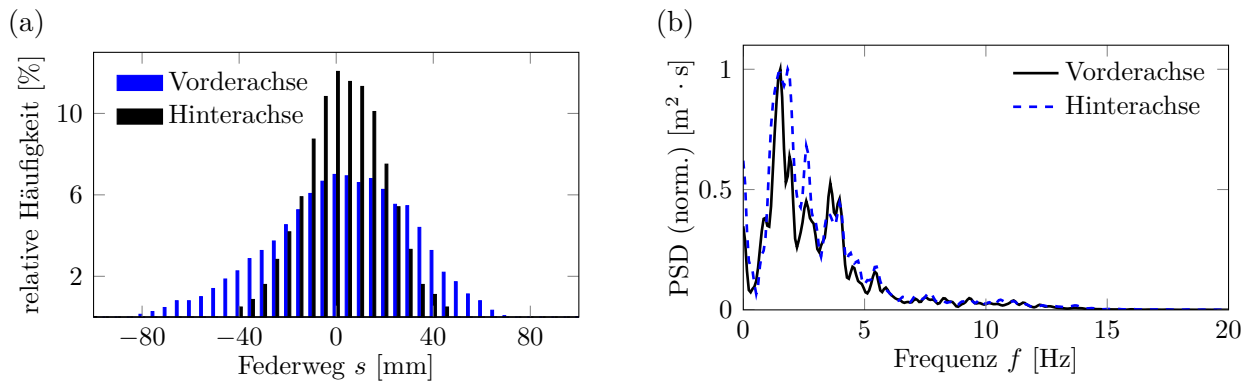 (a)
relative Häufigkeit [%]
10
6
2
Vorderachse
Hinterachse
−80
−40
0
40
80
Federweg s [mm]
(b)
PSD (norm.) [m² · s]
1
0.5
0
Vorderachse
Hinterachse
0
5
10
15
20
Frequenz f [Hz]